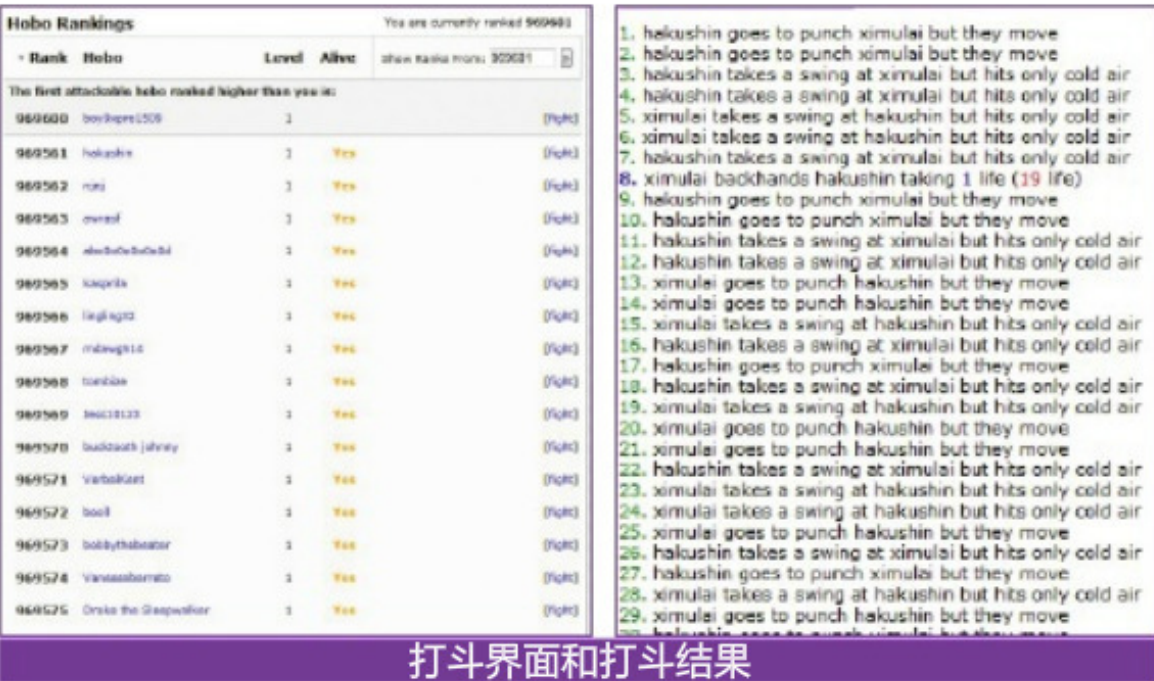 Hobo Rankings
You are currently ranked 969601
Rank Hobo Level Alive show Ranks from: 969601
The first attackable hobo ranked higher than you is:
969600 1 [fight]
969561 hakushin 1 Yes [fight]
969562 1 Yes [fight]
969563 1 Yes [fight]
969564 1 Yes [fight]
969565 1 Yes [fight]
969566 1 Yes [fight]
969567 1 Yes [fight]
969568 1 Yes [fight]
969569 1 Yes [fight]
969570 bucktooth johnny 1 Yes [fight]
969571 VerbalKent 1 Yes [fight]
969572 1 Yes [fight]
969573 bobbythebeator 1 Yes [fight]
969574 1 Yes [fight]
969575 the Sleepwalker 1 Yes [fight]
1. hakushin goes to punch ximulai but they move
2. hakushin goes to punch ximulai but they move
3. hakushin takes a swing at ximulai but hits only cold air
4. hakushin takes a swing at ximulai but hits only cold air
5. ximulai takes a swing at hakushin but hits only cold air
6. ximulai takes a swing at hakushin but hits only cold air
7. hakushin takes a swing at ximulai but hits only cold air
8. ximulai backhands hakushin taking 1 life (19 life)
9. hakushin goes to punch ximulai but they move
10. hakushin goes to punch ximulai but they move
11. hakushin takes a swing at ximulai but hits only cold air
12. hakushin takes a swing at ximulai but hits only cold air
13. ximulai goes to punch hakushin but they move
14. ximulai goes to punch hakushin but they move
15. ximulai takes a swing at hakushin but hits only cold air
16. hakushin takes a swing at ximulai but hits only cold air
17. hakushin goes to punch ximulai but they move
18. hakushin takes a swing at ximulai but hits only cold air
19. ximulai takes a swing at hakushin but hits only cold air
20. ximulai goes to punch hakushin but they move
21. ximulai goes to punch hakushin but they move
22. hakushin takes a swing at ximulai but hits only cold air
23. ximulai takes a swing at hakushin but hits only cold air
24. ximulai takes a swing at hakushin but hits only cold air
25. ximulai goes to punch hakushin but they move
26. hakushin takes a swing at ximulai but hits only cold air
27. hakushin goes to punch ximulai but they move
28. ximulai takes a swing at hakushin but hits only cold air
29. ximulai goes to punch hakushin but they move
打斗界面和打斗结果